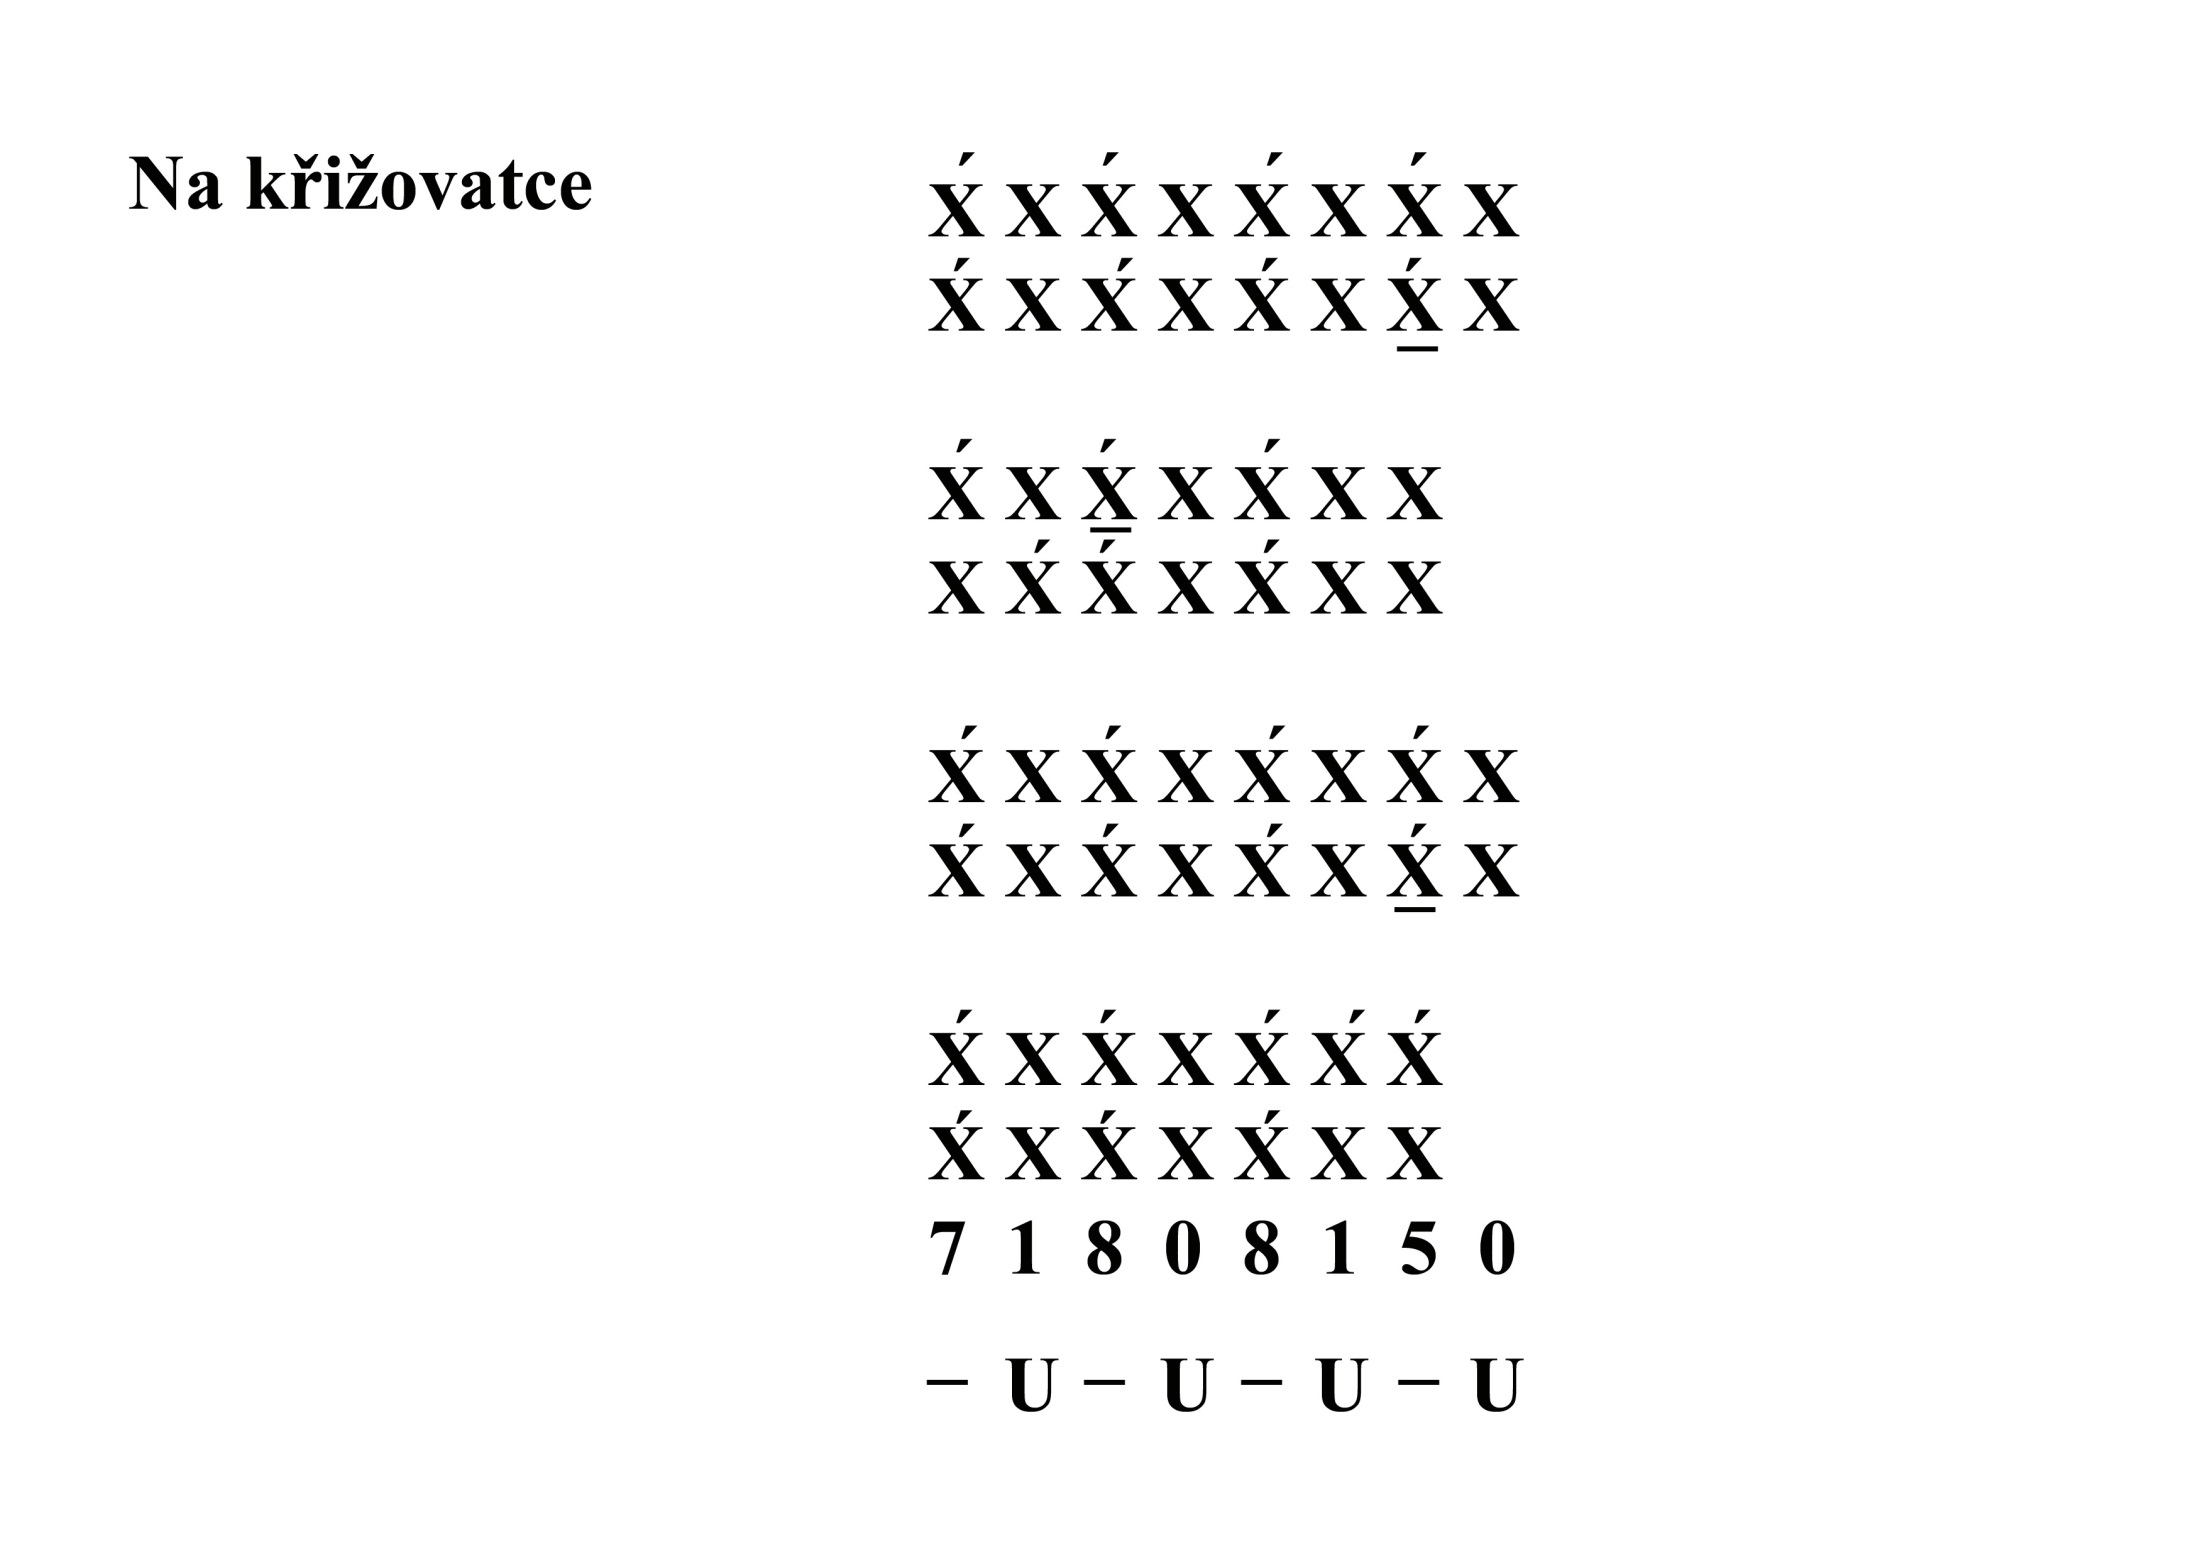 Na křižovatce
x́ x x́ x x́ x x́ x
x́ x x́ x x́ x x̱́ x
x́ x x̱́ x x́ x x
x x́ x́ x x́ x x
x́ x x́ x x́ x x́ x
x́ x x́ x x́ x x̱́ x
x́ x x́ x x́ x́ x́
x́ x x́ x x́ x x
7 1 8 0 8 1 5 0
– U – U – U – U